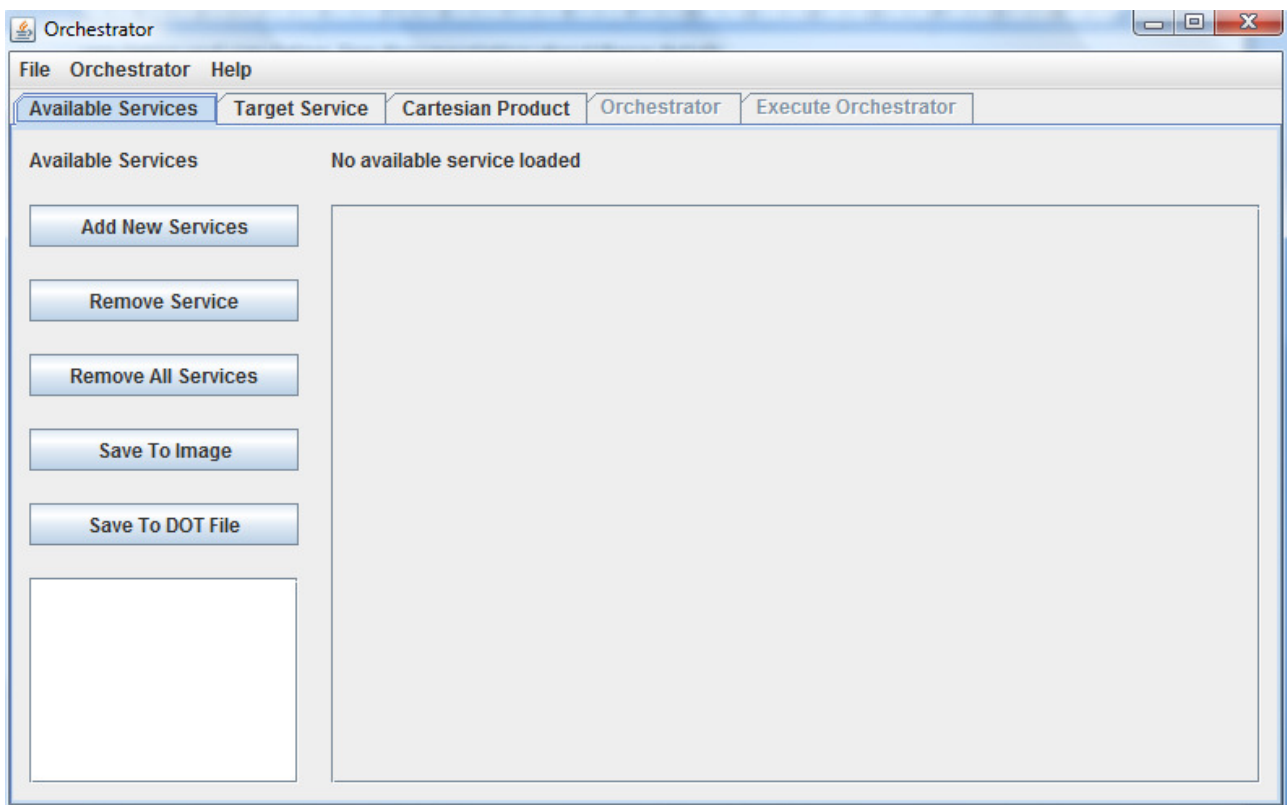 Orchestrator
File Orchestrator Help
Available Services Target Service Cartesian Product Orchestrator Execute Orchestrator
Available Services No available service loaded
Add New Services
Remove Service
Remove All Services
Save To Image
Save To DOT File